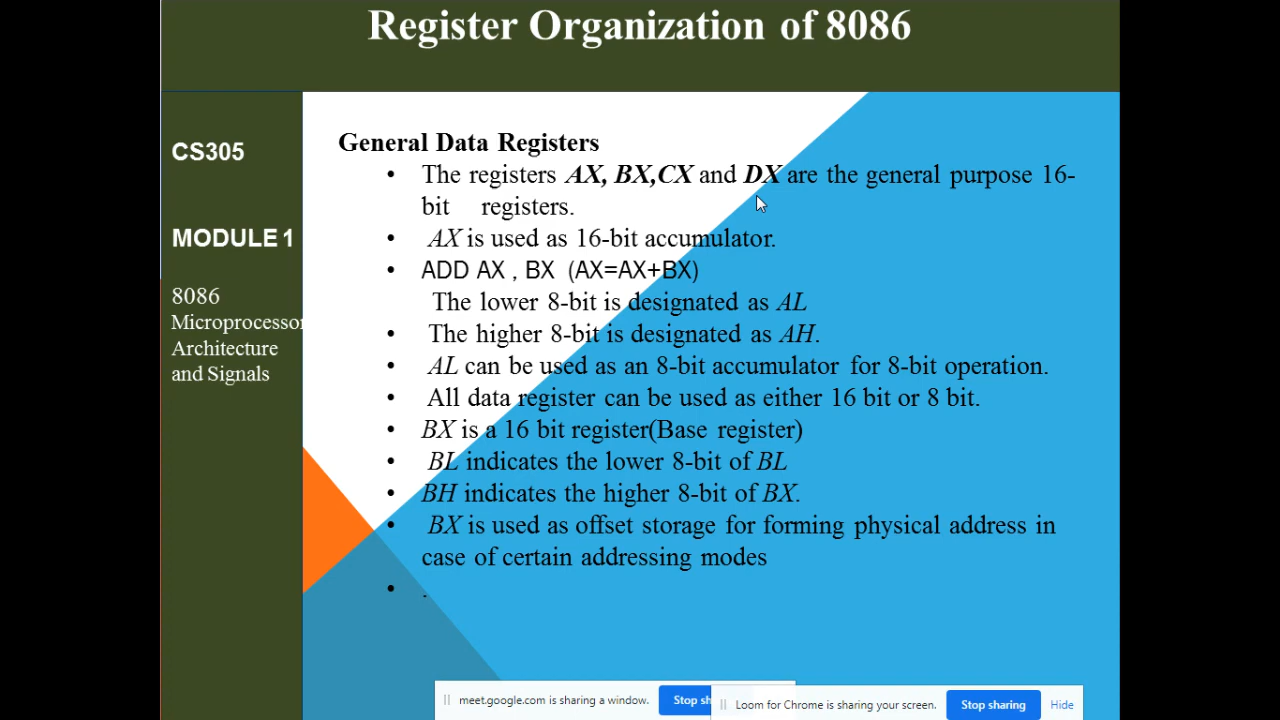 Register Organization of 8086
CS305
MODULE 1
8086
Microprocessor
Architecture
and Signals
General Data Registers
• The registers AX, BX,CX and DX are the general purpose 16-
bit registers.
• AX is used as 16-bit accumulator.
• ADD AX , BX (AX=AX+BX)
The lower 8-bit is designated as AL
• The higher 8-bit is designated as AH.
• AL can be used as an 8-bit accumulator for 8-bit operation.
• All data register can be used as either 16 bit or 8 bit.
• BX is a 16 bit register(Base register)
• BL indicates the lower 8-bit of BL
• BH indicates the higher 8-bit of BX.
• BX is used as offset storage for forming physical address in
case of certain addressing modes
• .
meet.google.com is sharing a window. Stop sh
Loom for Chrome is sharing your screen. Stop sharing Hide